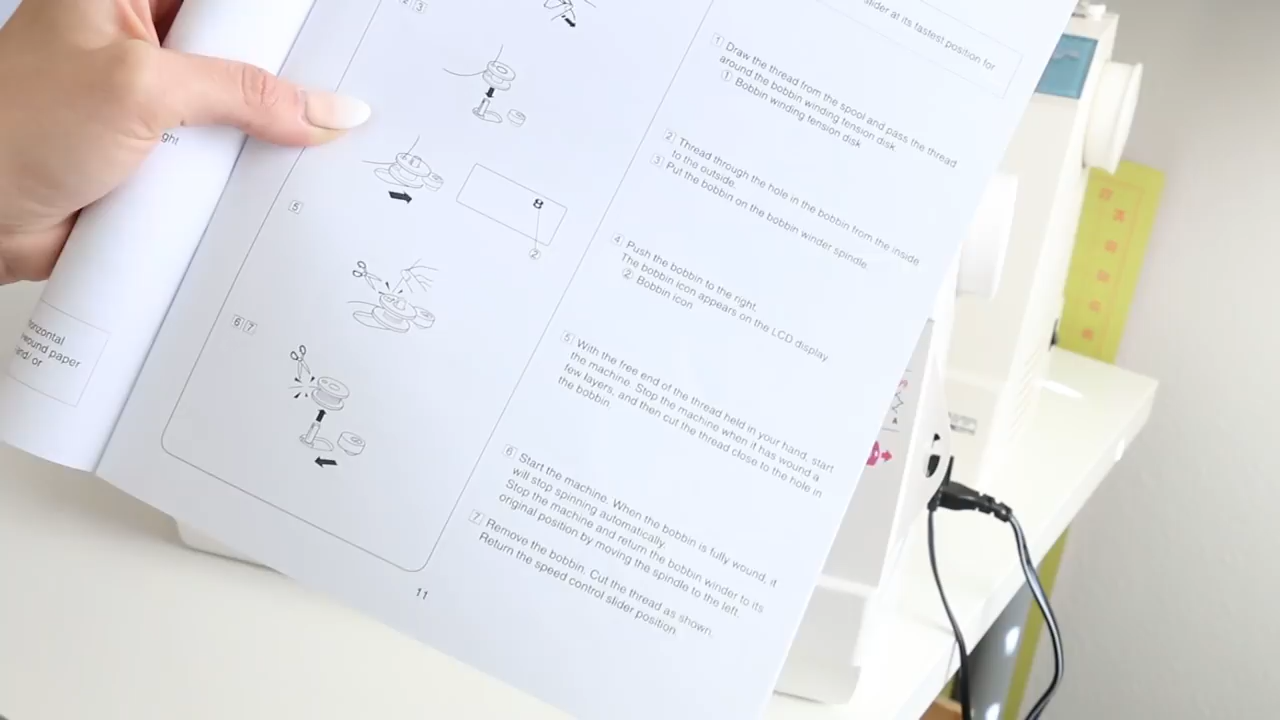 ght
orizontal
wound paper
and/ or
2 3
5
2
6 7
11
slider at its fastest position for
1 Draw the thread from the spool and pass the thread
around the bobbin winding tension disk.
① Bobbin winding tension disk
2 Thread through the hole in the bobbin from the inside
to the outside.
3 Put the bobbin on the bobbin winder spindle.
4 Push the bobbin to the right.
The bobbin icon appears on the LCD display.
② Bobbin icon
5 With the free end of the thread held in your hand, start
the machine. Stop the machine when it has wound a
few layers, and then cut the thread close to the hole in
the bobbin.
6 Start the machine. When the bobbin is fully wound, it
will stop spinning automatically.
Stop the machine and return the bobbin winder to its
original position by moving the spindle to the left.
7 Remove the bobbin. Cut the thread as shown.
Return the speed control slider position.